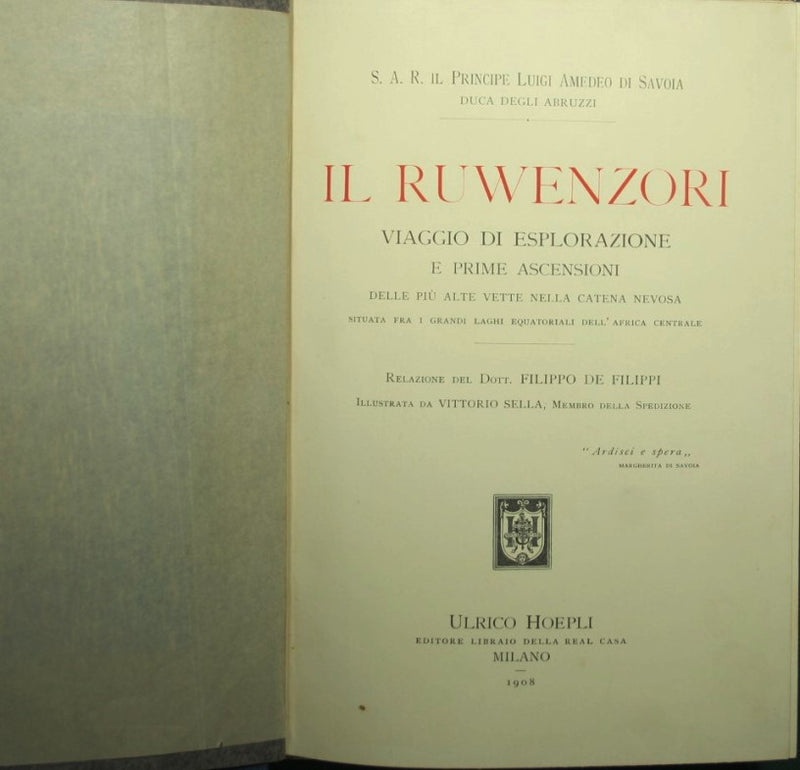 S. A. R. IL PRINCIPE LUIGI AMEDEO DI SAVOIA
DUCA DEGLI ABRUZZI
IL RUWENZORI
VIAGGIO DI ESPLORAZIONE
E PRIME ASCENSIONI
DELLE PIÙ ALTE VETTE NELLA CATENA NEVOSA
SITUATA FRA I GRANDI LAGHI EQUATORIALI DELL'AFRICA CENTRALE
RELAZIONE DEL DOTT. FILIPPO DE FILIPPI
ILLUSTRATA DA VITTORIO SELLA, MEMBRO DELLA SPEDIZIONE
“Ardisci e spera„
MARGHERITA DI SAVOIA
ULRICO HOEPLI
EDITORE LIBRAIO DELLA REAL CASA
MILANO
1908